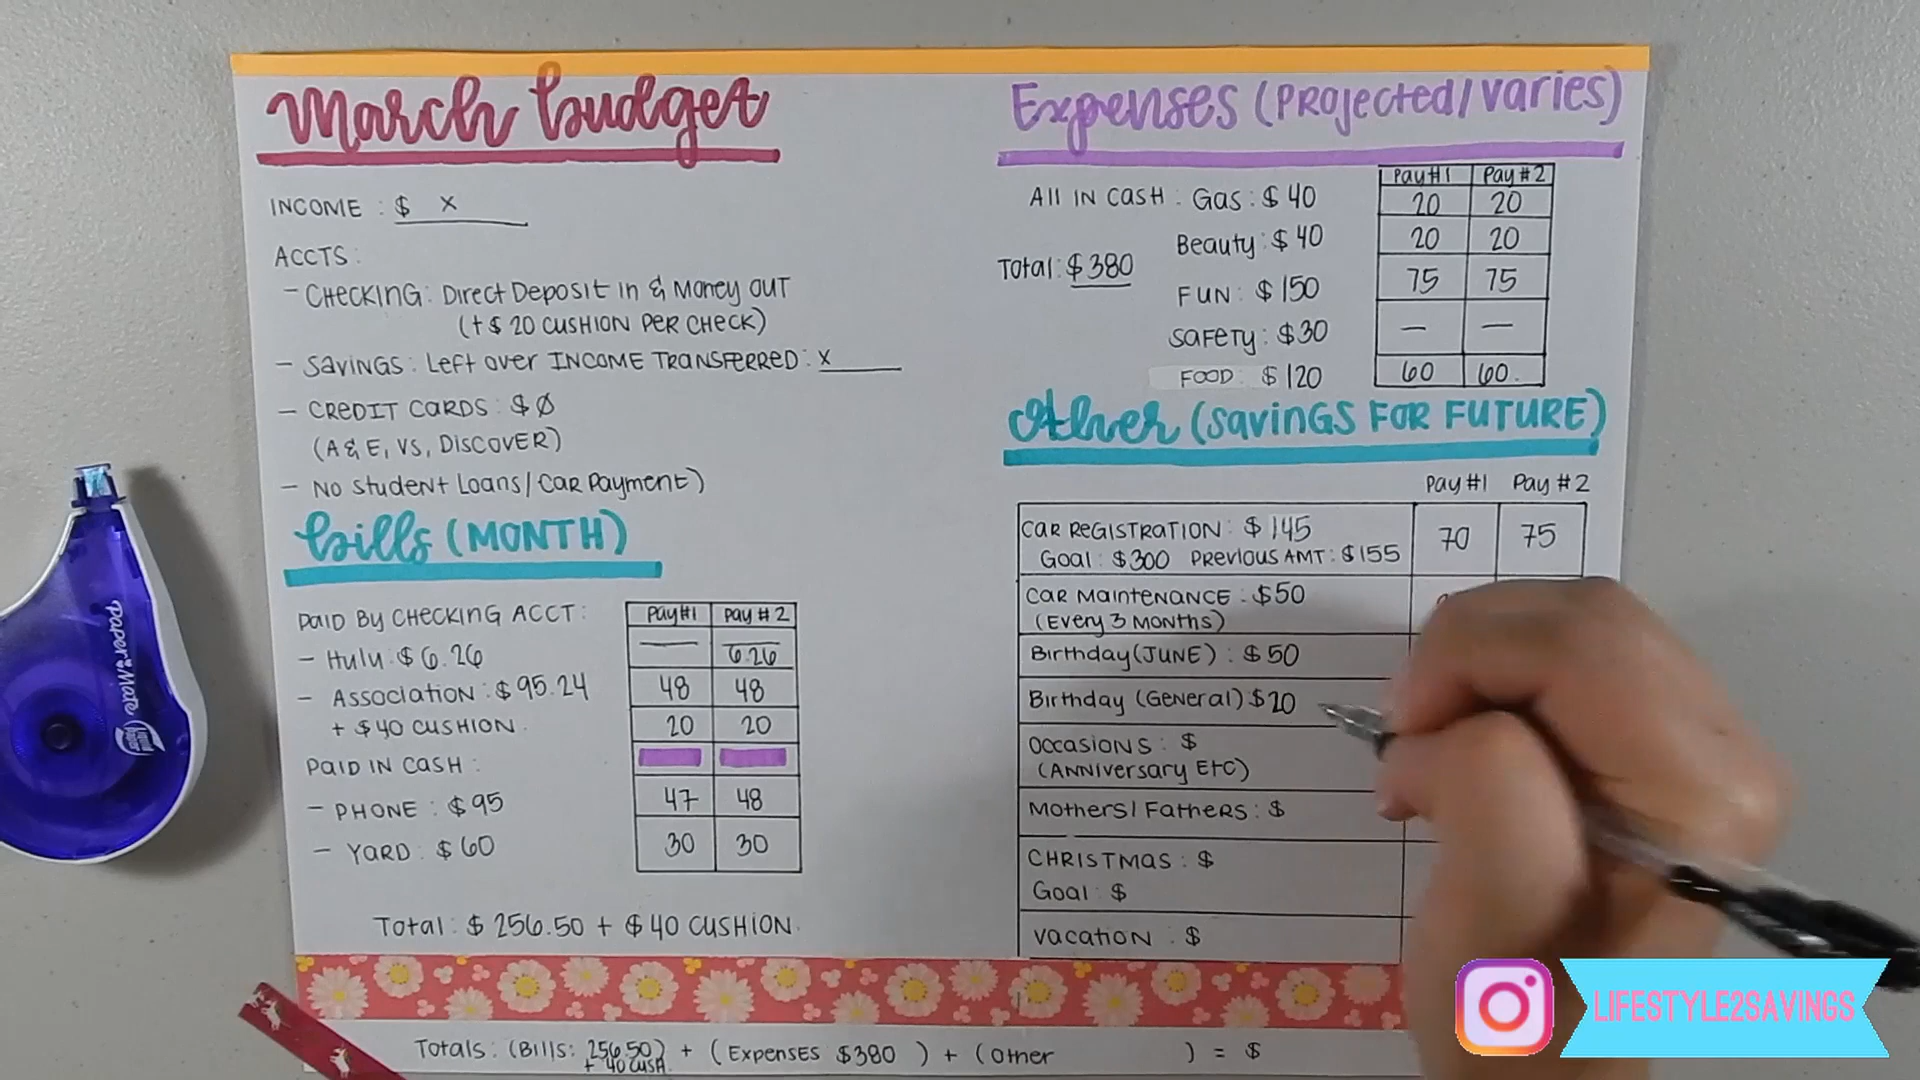 March budget
INCOME : $ x
ACCTS :
- CHECKING : DIRECT DEPOSIT IN & MONEY OUT
(+ $ 20 CUSHION PER CHECK)
- SAVINGS : LEFT OVER INCOME TRANSFERRED : x
- CREDIT CARDS : $ 0
(A & E, VS, DISCOVER)
- NO STUDENT LOANS / CAR PAYMENT)
bills (MONTH)
PAID BY CHECKING ACCT :
Pay #1 Pay #2
- Hulu : $ 6.26 — 6.26
- ASSOCIATION : $ 95.24 48 48
+ $ 40 CUSHION 20 20
PAID IN CASH :
- PHONE : $ 95 47 48
- YARD : $ 60 30 30
Total : $ 256.50 + $ 40 CUSHION.
Expenses (PROJECTED / VARIES)
Pay #1 Pay #2
All IN CASH : Gas : $ 40 20 20
Beauty : $ 40 20 20
Total : $ 380
FUN : $ 150 75 75
SAFETY : $ 30 — —
FOOD : $ 120 60 60.
Other (SAVINGS FOR FUTURE)
Pay #1 Pay #2
CAR REGISTRATION : $ 145 70 75
Goal : $ 300 PREVIOUS AMT : $ 155
CAR MAINTENANCE : $ 50
(EVERY 3 MONTHS)
Birthday (JUNE) : $ 50
Birthday (General) $ 20
OCCASIONS : $
(ANNIVERSARY ETC)
MOTHERS / FATHERS : $
CHRISTMAS : $
Goal : $
VACATION : $
Totals : (Bills : 256.50) + (EXPENSES $380 ) + (OTHER ) = $
+ 40 CUSH.
Paper Mate
Liquid Paper
LIFESTYLE2SAVINGS